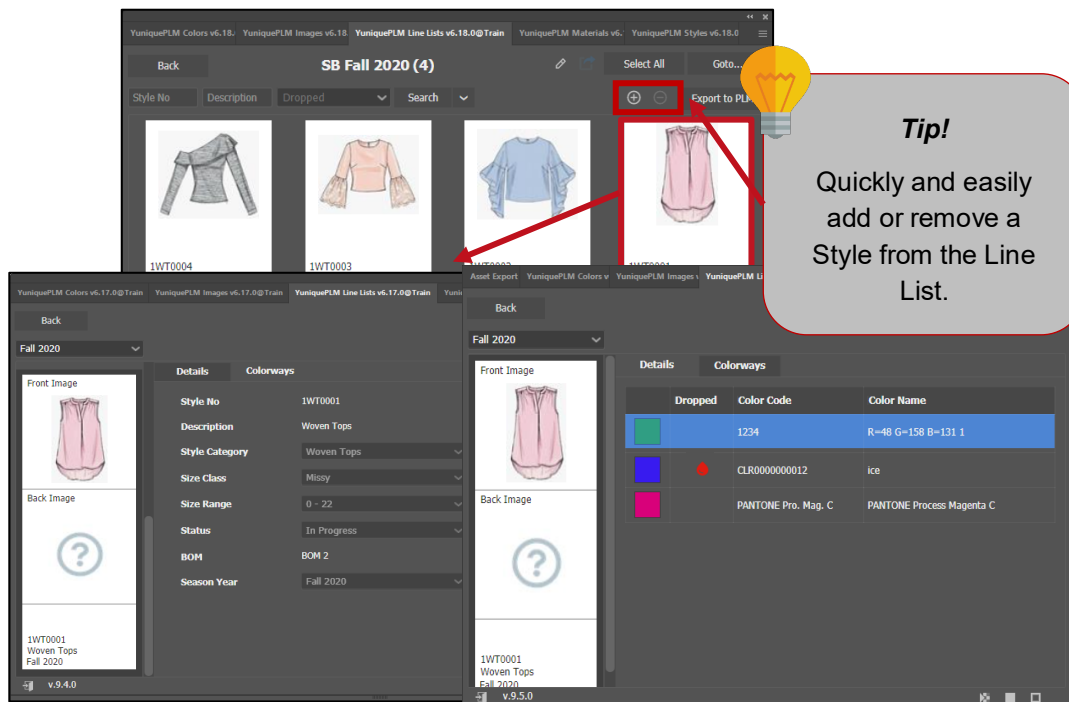 YuniquePLM Colors v6.18. YuniquePLM Images v6.18 YuniquePLM Line Lists v6.18.0@Train YuniquePLM Materials v6. YuniquePLM Styles v6.18.0
Back SB Fall 2020 (4) Select All Goto...
Style No Description Dropped Search Export to PLM
1WT0004 1WT0003 1WT0002 1WT0001
Tip!
Quickly and easily
add or remove a
Style from the Line
List.
YuniquePLM Colors v6.17.0@Train YuniquePLM Images v6.17.0@Train YuniquePLM Line Lists v6.17.0@Train
Back
Fall 2020
Details Colorways
Front Image
Style No 1WT0001
Description Woven Tops
Style Category Woven Tops
Size Class Missy
Size Range 0 - 22
Back Image
Status In Progress
BOM BOM 2
Season Year Fall 2020
1WT0001
Woven Tops
Fall 2020
v.9.4.0
Asset Export YuniquePLM Colors v YuniquePLM Images v YuniquePLM Li
Back
Fall 2020
Details Colorways
Front Image
Dropped Color Code Color Name
1234 R=48 G=158 B=131 1
CLR0000000012 ice
Back Image
PANTONE Pro. Mag. C PANTONE Process Magenta C
1WT0001
Woven Tops
Fall 2020
v.9.5.0